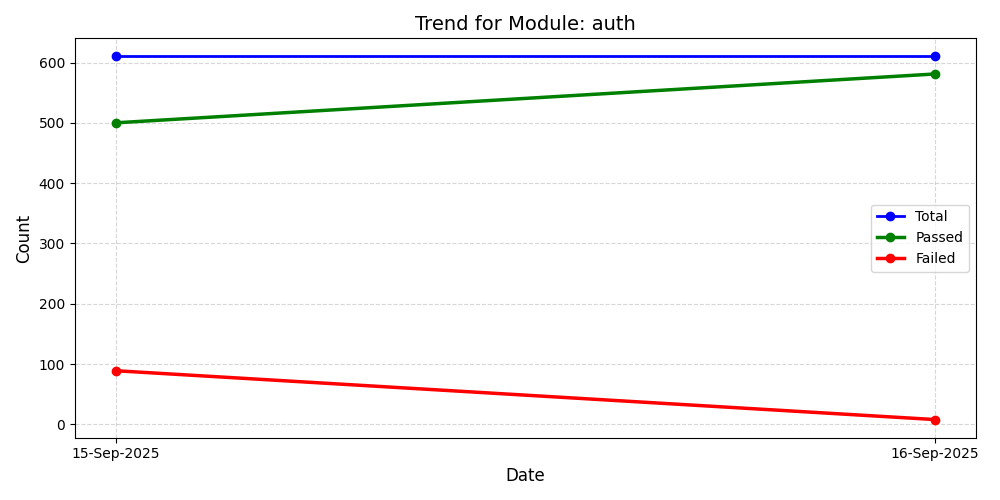 Trend for Module: auth
Count
600
500
400
300
200
100
0
Total
Passed
Failed
15-Sep-2025
16-Sep-2025
Date